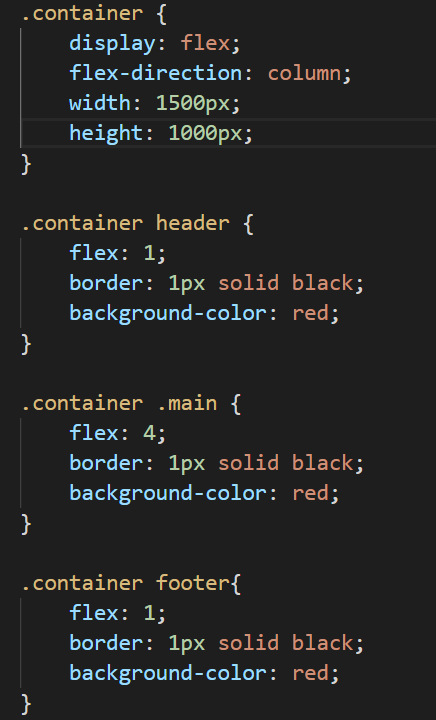 .container {
    display: flex;
    flex-direction: column;
    width: 1500px;
    height: 1000px;
}

.container header {
    flex: 1;
    border: 1px solid black;
    background-color: red;
}

.container .main {
    flex: 4;
    border: 1px solid black;
    background-color: red;
}

.container footer{
    flex: 1;
    border: 1px solid black;
    background-color: red;
}